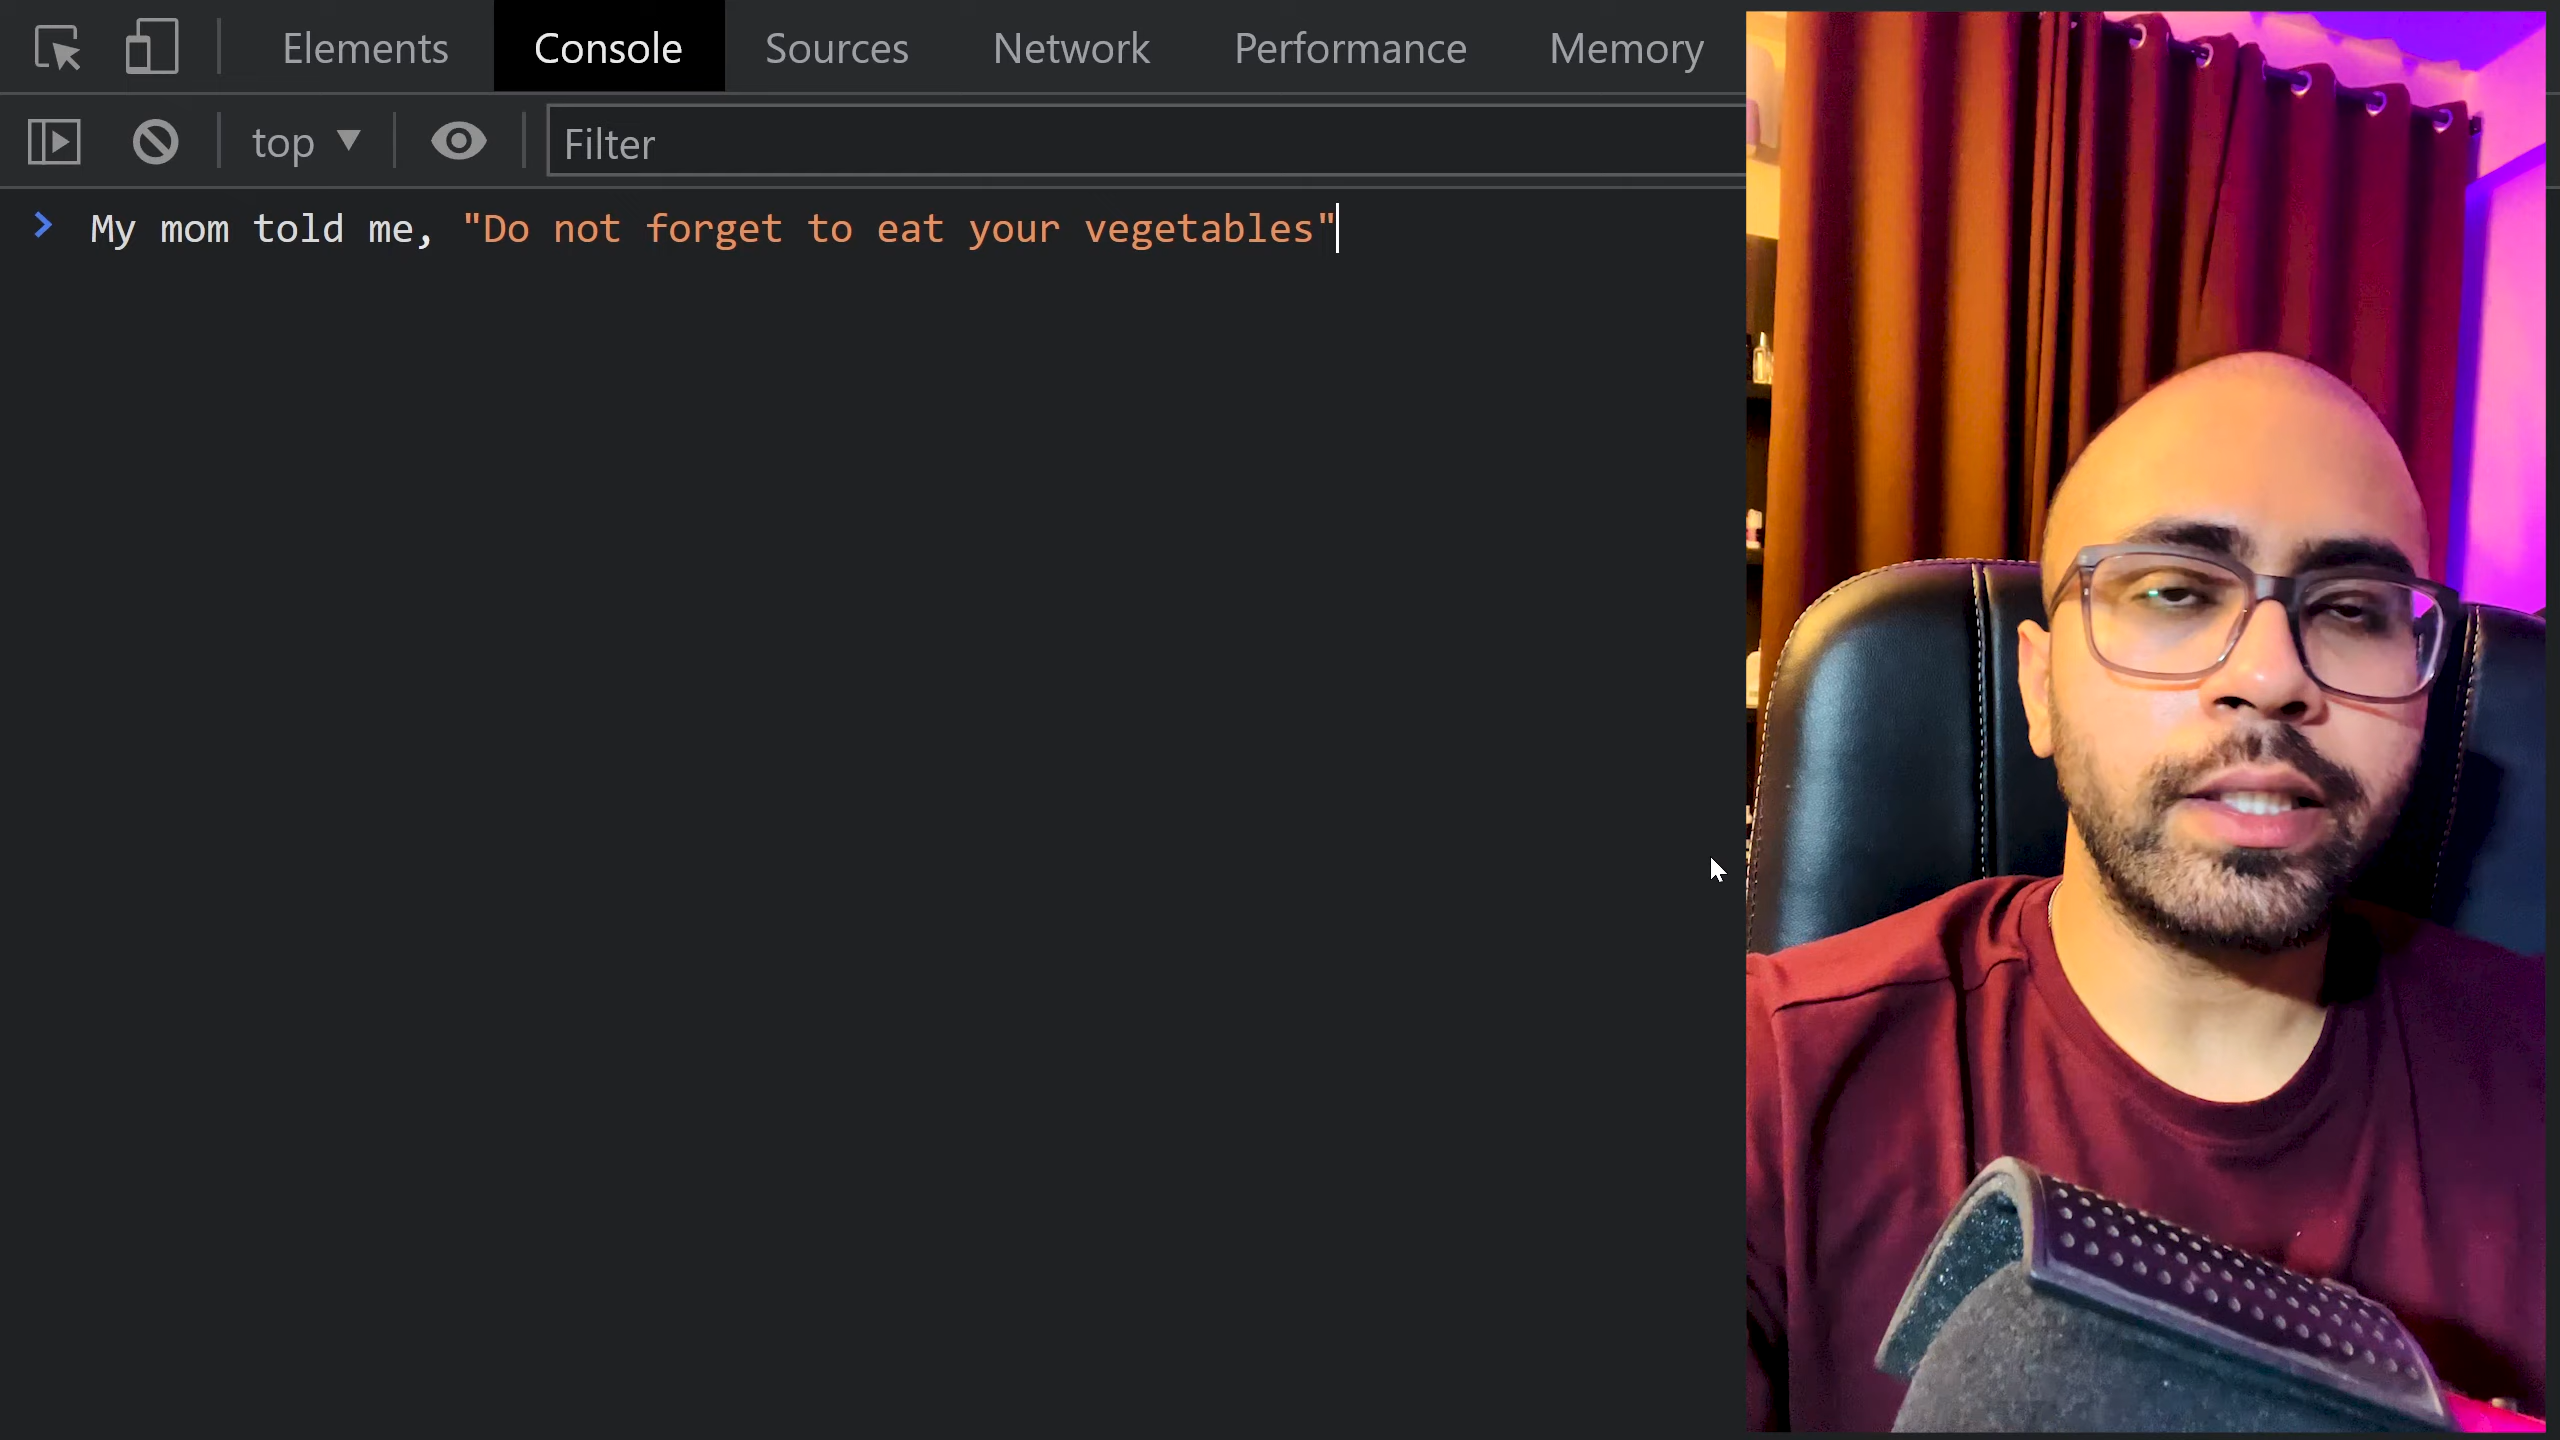 Elements Console Sources Network Performance Memory
top Filter
My mom told me, "Do not forget to eat your vegetables"